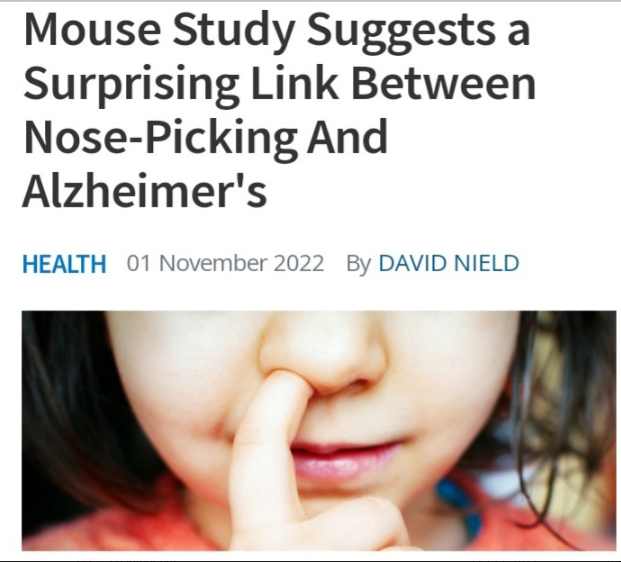 Mouse Study Suggests a
Surprising Link Between
Nose-Picking And
Alzheimer's
HEALTH 01 November 2022 By DAVID NIELD